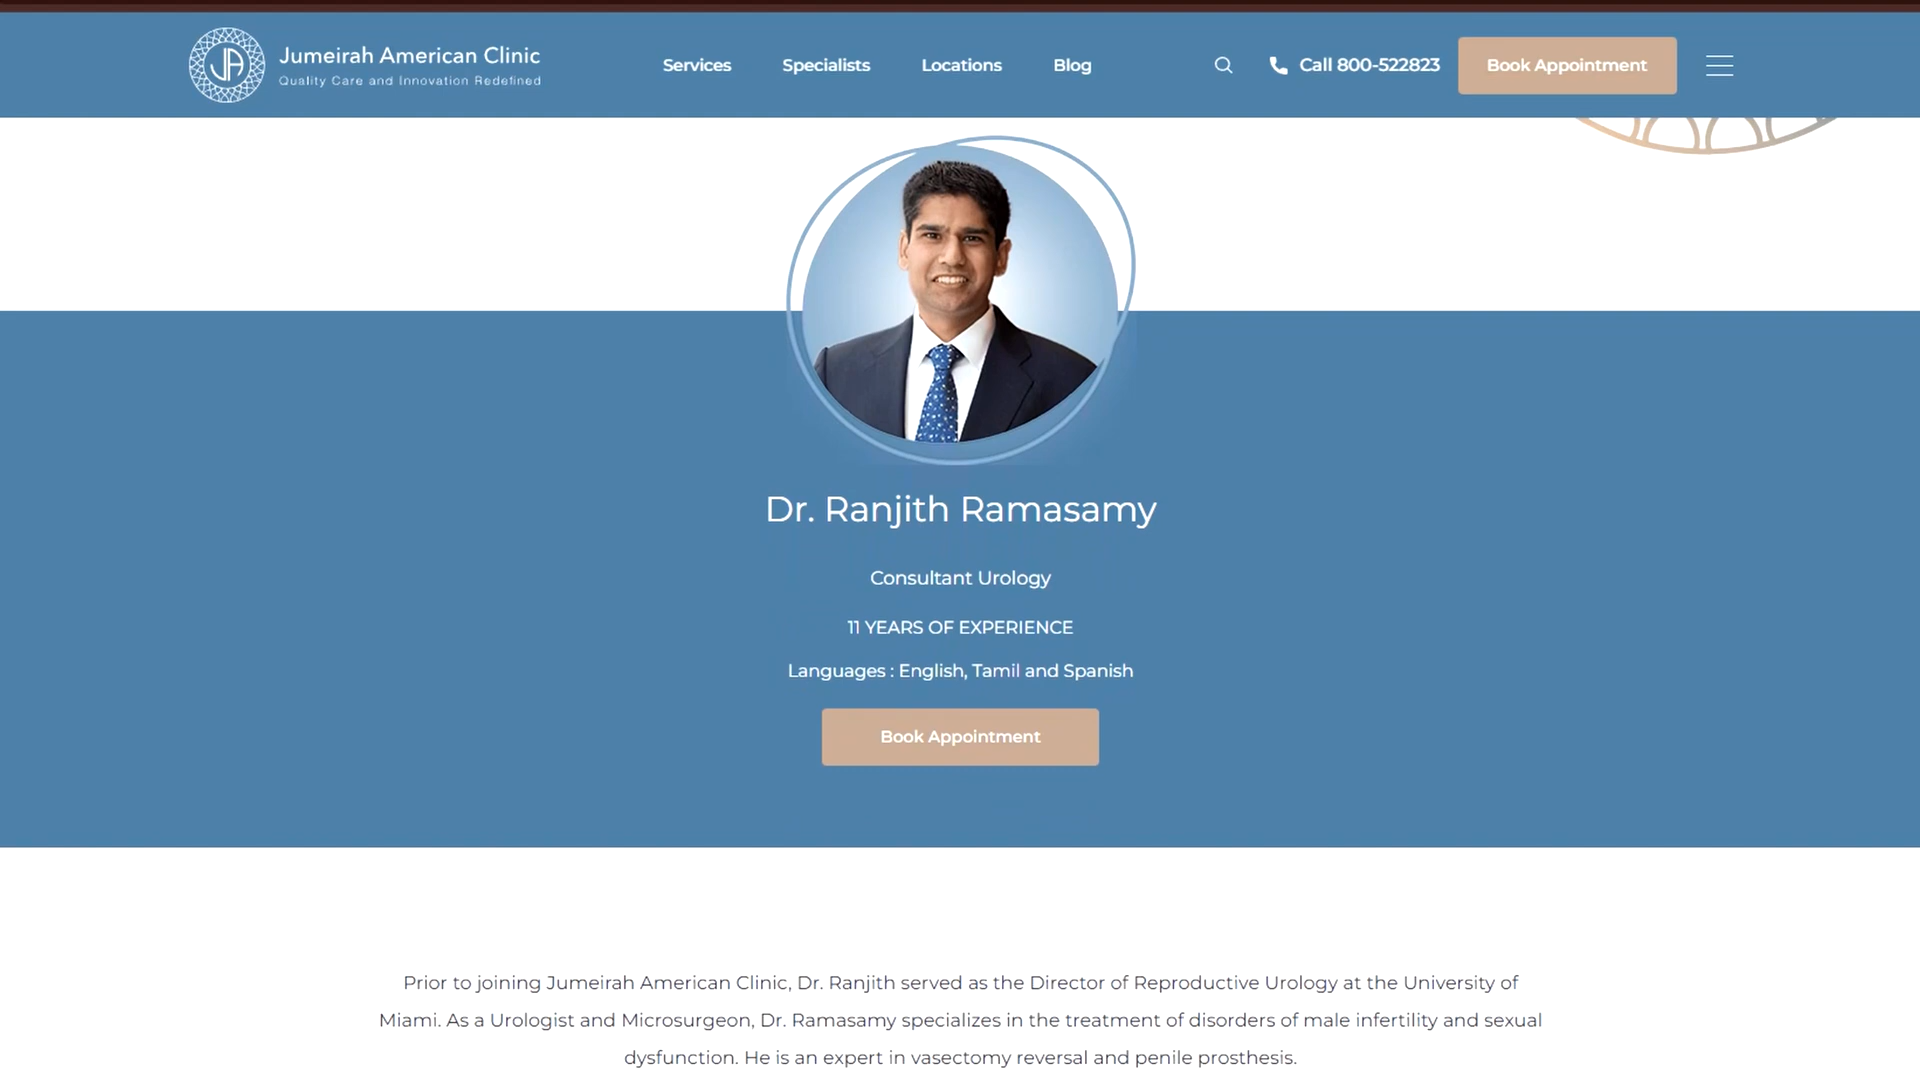 Jumeirah American Clinic
Quality Care and Innovation Redefined
Services
Specialists
Locations
Blog
Call 800-522823
Book Appointment
Dr. Ranjith Ramasamy
Consultant Urology
11 YEARS OF EXPERIENCE
Languages : English, Tamil and Spanish
Book Appointment
Prior to joining Jumeirah American Clinic, Dr. Ranjith served as the Director of Reproductive Urology at the University of
Miami. As a Urologist and Microsurgeon, Dr. Ramasamy specializes in the treatment of disorders of male infertility and sexual
dysfunction. He is an expert in vasectomy reversal and penile prosthesis.